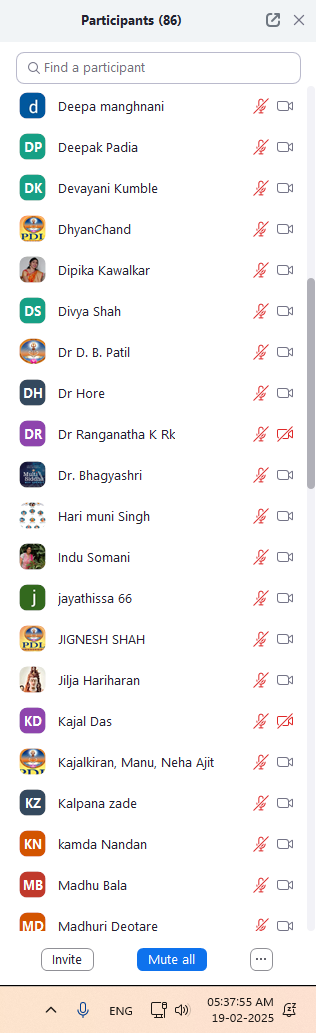 Participants (86)
Find a participant
d Deepa manghnani
DP Deepak Padia
DK Devayani Kumble
PDI DhyanChand
Dipika Kawalkar
DS Divya Shah
Dr D. B. Patil
DH Dr Hore
DR Dr Ranganatha K Rk
Dr. Bhagyashri
Hari muni Singh
Indu Somani
j jayathissa 66
PDI JIGNESH SHAH
Jilja Hariharan
KD Kajal Das
PDI Kajalkiran, Manu, Neha Ajit
KZ Kalpana zade
KN kamda Nandan
MB Madhu Bala
MD Madhuri Deotare
Invite Mute all ...
ENG 05:37:55 AM
19-02-2025